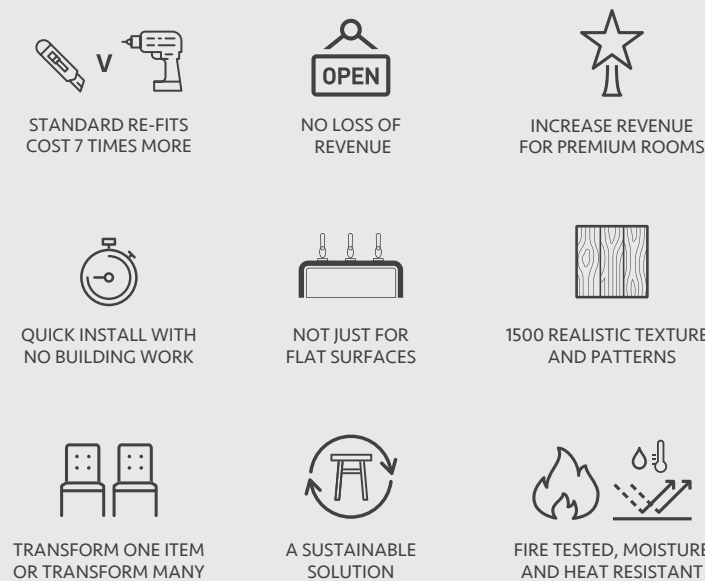 V
OPEN
STANDARD RE-FITS
COST 7 TIMES MORE
NO LOSS OF
REVENUE
INCREASE REVENUE
FOR PREMIUM ROOMS
QUICK INSTALL WITH
NO BUILDING WORK
NOT JUST FOR
FLAT SURFACES
1500 REALISTIC TEXTURE
AND PATTERNS
TRANSFORM ONE ITEM
OR TRANSFORM MANY
A SUSTAINABLE
SOLUTION
FIRE TESTED, MOISTURE
AND HEAT RESISTANT